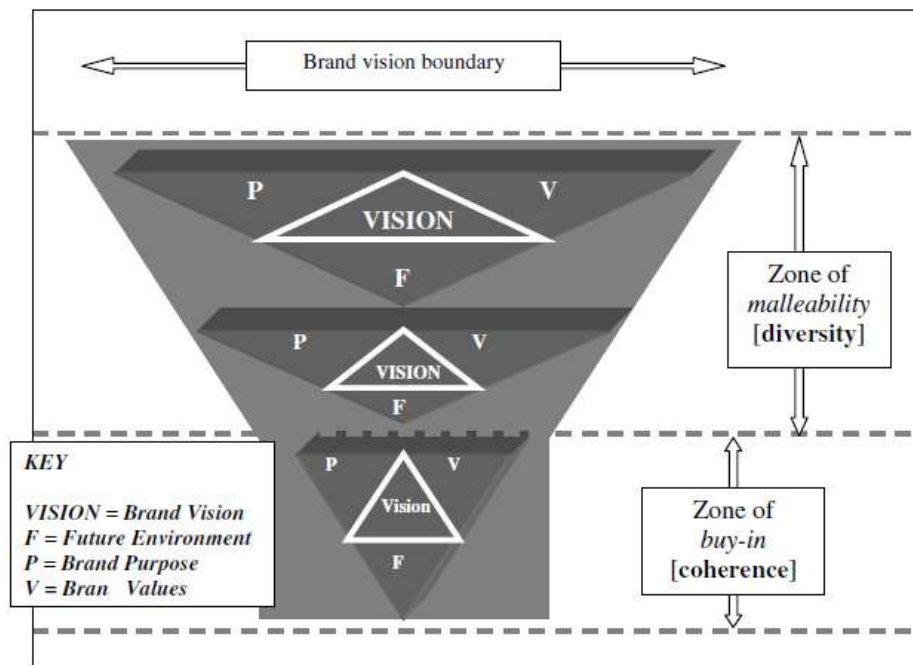 Brand vision boundary
P
V
VISION
F
P
V
VISION
F
Zone of
malleability
[diversity]
P
V
Vision
F
KEY
VISION = Brand Vision
F = Future Environment
P = Brand Purpose
V = Bran Values
Zone of
buy-in
[coherence]